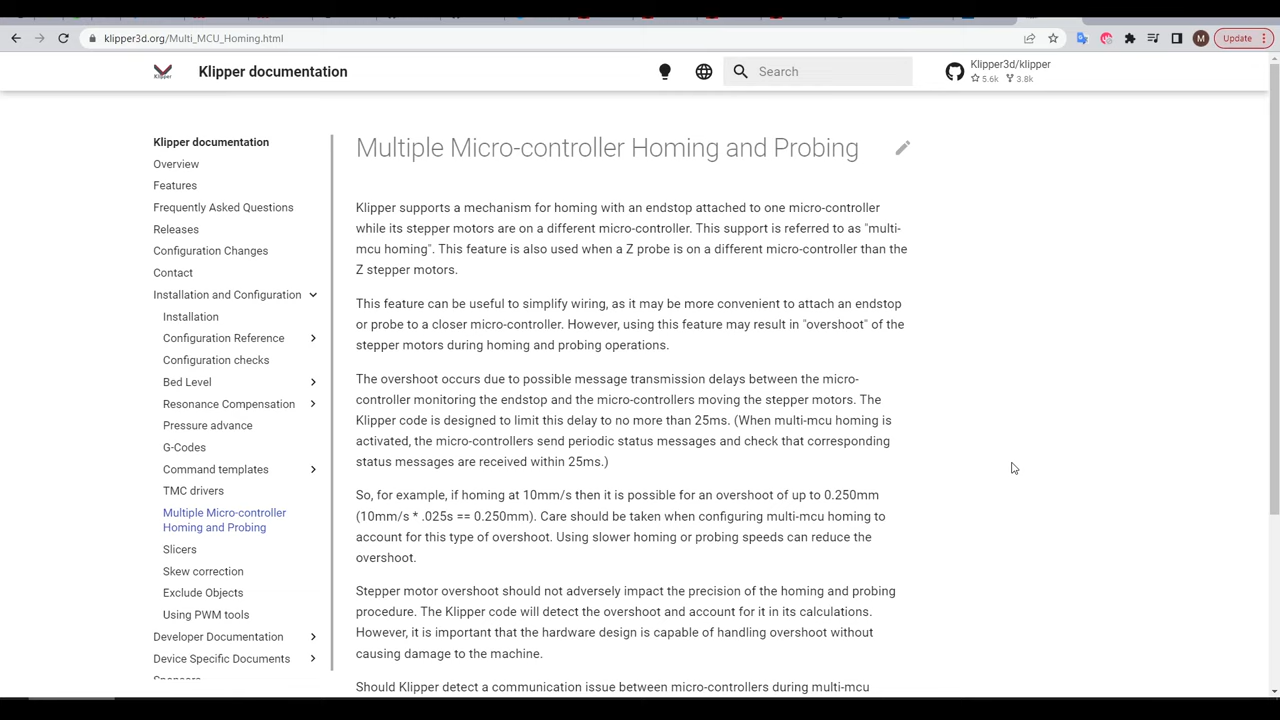 klipper3d.org/Multi_MCU_Homing.html
M
Update
Klipper
Klipper documentation
Search
Klipper3d/klipper
5.6k 3.8k
Klipper documentation
Overview
Features
Frequently Asked Questions
Releases
Configuration Changes
Contact
Installation and Configuration
Installation
Configuration Reference
Configuration checks
Bed Level
Resonance Compensation
Pressure advance
G-Codes
Command templates
TMC drivers
Multiple Micro-controller
Homing and Probing
Slicers
Skew correction
Exclude Objects
Using PWM tools
Developer Documentation
Device Specific Documents
Sponsors
Multiple Micro-controller Homing and Probing
Klipper supports a mechanism for homing with an endstop attached to one micro-controller
while its stepper motors are on a different micro-controller. This support is referred to as "multi-
mcu homing". This feature is also used when a Z probe is on a different micro-controller than the
Z stepper motors.
This feature can be useful to simplify wiring, as it may be more convenient to attach an endstop
or probe to a closer micro-controller. However, using this feature may result in "overshoot" of the
stepper motors during homing and probing operations.
The overshoot occurs due to possible message transmission delays between the micro-
controller monitoring the endstop and the micro-controllers moving the stepper motors. The
Klipper code is designed to limit this delay to no more than 25ms. (When multi-mcu homing is
activated, the micro-controllers send periodic status messages and check that corresponding
status messages are received within 25ms.)
So, for example, if homing at 10mm/s then it is possible for an overshoot of up to 0.250mm
(10mm/s * .025s == 0.250mm). Care should be taken when configuring multi-mcu homing to
account for this type of overshoot. Using slower homing or probing speeds can reduce the
overshoot.
Stepper motor overshoot should not adversely impact the precision of the homing and probing
procedure. The Klipper code will detect the overshoot and account for it in its calculations.
However, it is important that the hardware design is capable of handling overshoot without
causing damage to the machine.
Should Klipper detect a communication issue between micro-controllers during multi-mcu